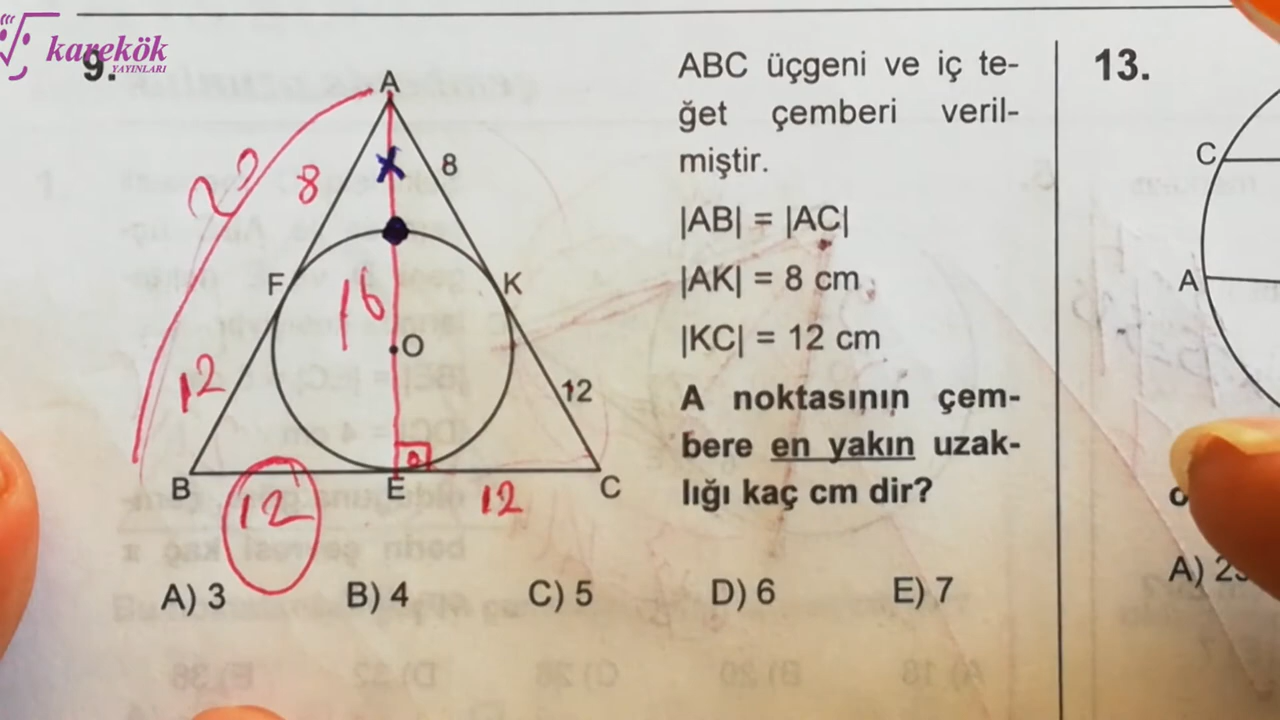 karekök
YAYINLARI
9.
A
8
8
20
F
K
16
O
12
12
B
E
C
12
12
ABC üçgeni ve iç te-
ğet çemberi veril-
miştir.
|AB| = |AC|
|AK| = 8 cm
|KC| = 12 cm
A noktasının çem-
bere en yakın uzak-
lığı kaç cm dir?
A) 3
B) 4
C) 5
D) 6
E) 7
13.
C
A